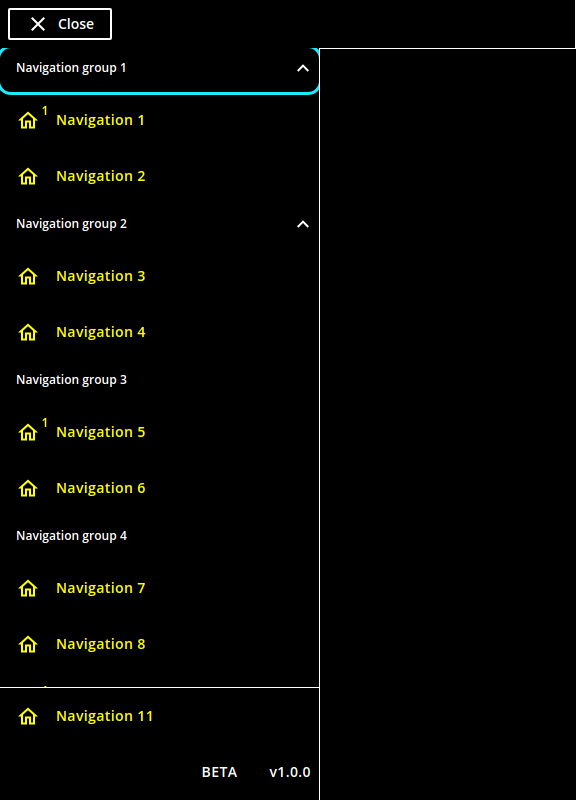 Close
Navigation group 1
1
Navigation 1
Navigation 2
Navigation group 2
Navigation 3
Navigation 4
Navigation group 3
1
Navigation 5
Navigation 6
Navigation group 4
Navigation 7
Navigation 8
Navigation 11
BETA v1.0.0